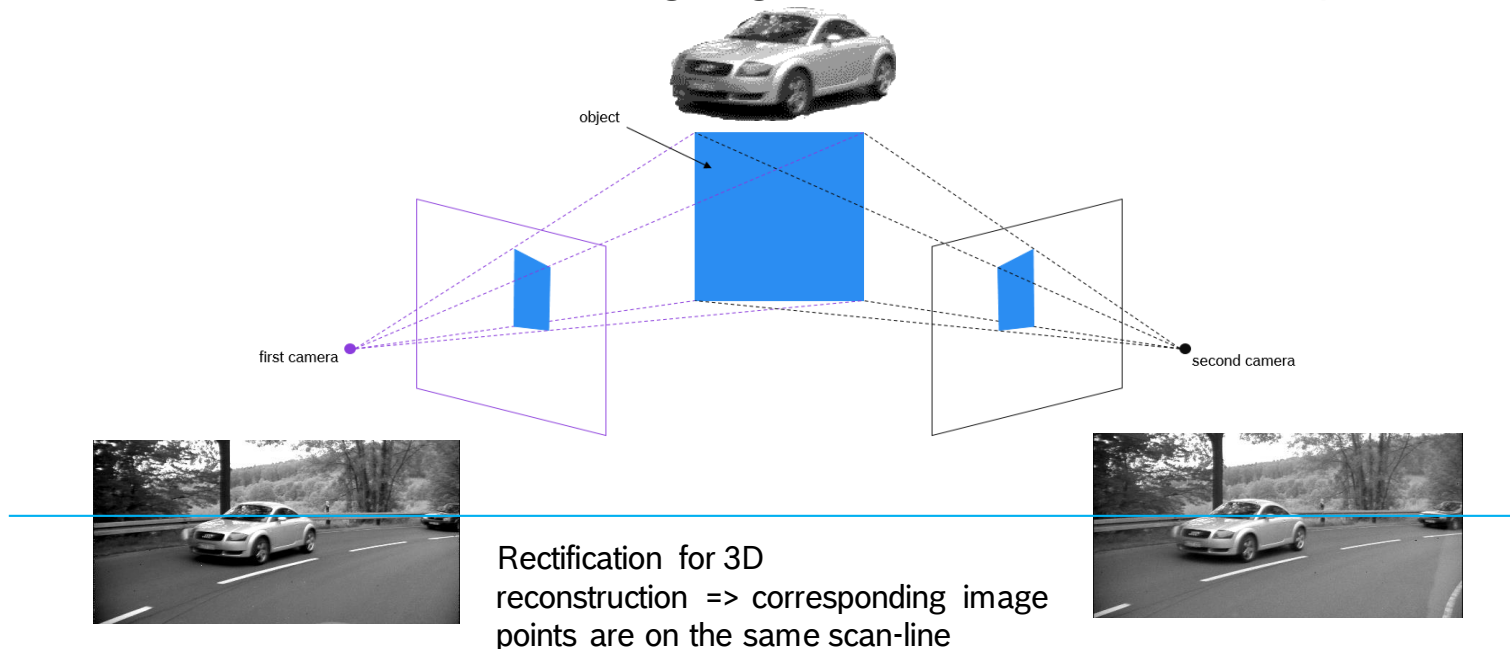 object
first camera
second camera
Rectification for 3D
reconstruction => corresponding image
points are on the same scan-line